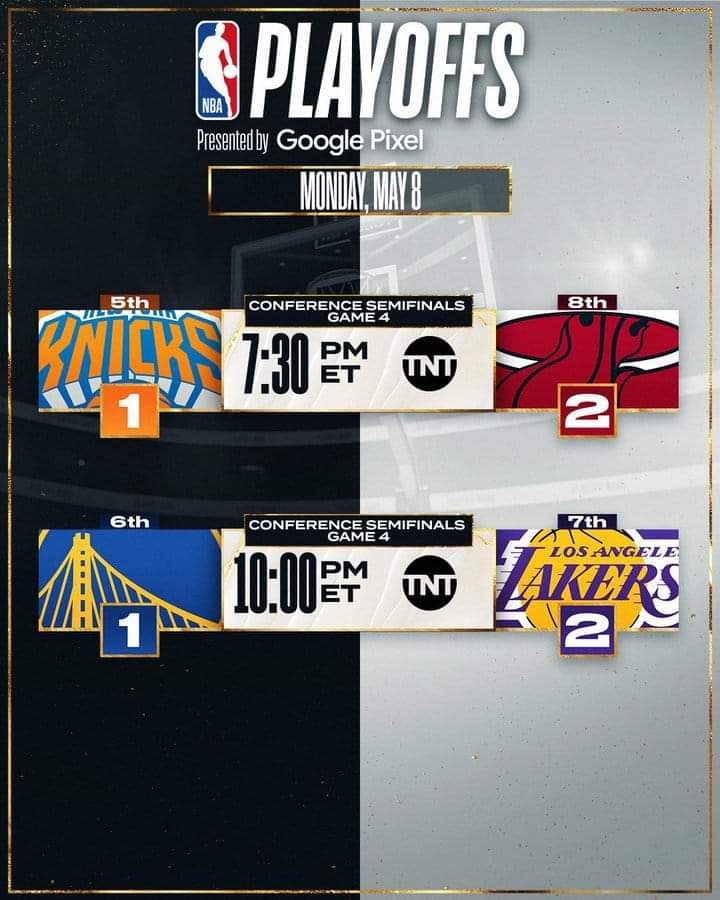 NBA
PLAYOFFS
Presented by Google Pixel
MONDAY, MAY 8
5th
CONFERENCE SEMIFINALS
GAME 4
8th
NEW YORK
KNICKS
7:30 PM
ET
TNT
1
2
6th
CONFERENCE SEMIFINALS
GAME 4
7th
10:00 PM
ET
TNT
LOS ANGELE
LAKERS
1
2